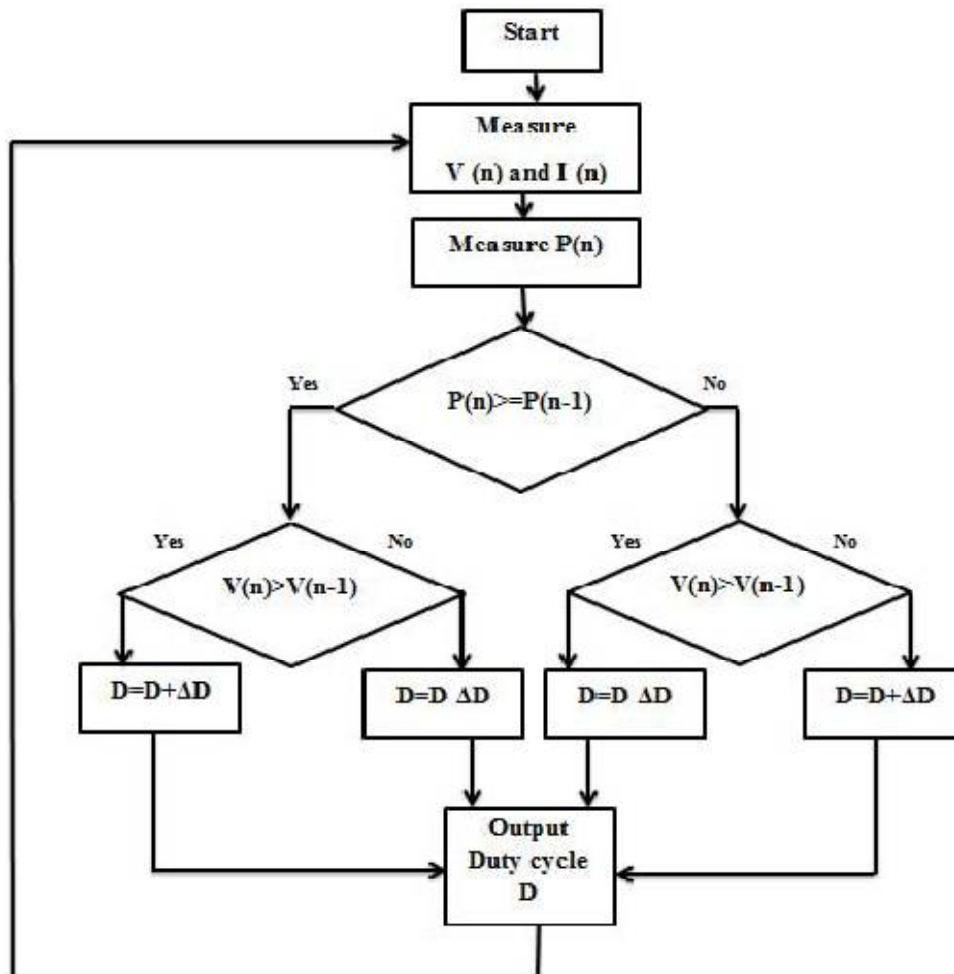 Start
Measure
V (n) and I (n)
Measure P(n)
Yes
No
P(n)>=P(n-1)
Yes
No
Yes
No
V(n)>V(n-1)
V(n)>V(n-1)
D=D+ΔD
D=D ΔD
D=D ΔD
D=D+ΔD
Output
Duty cycle
D